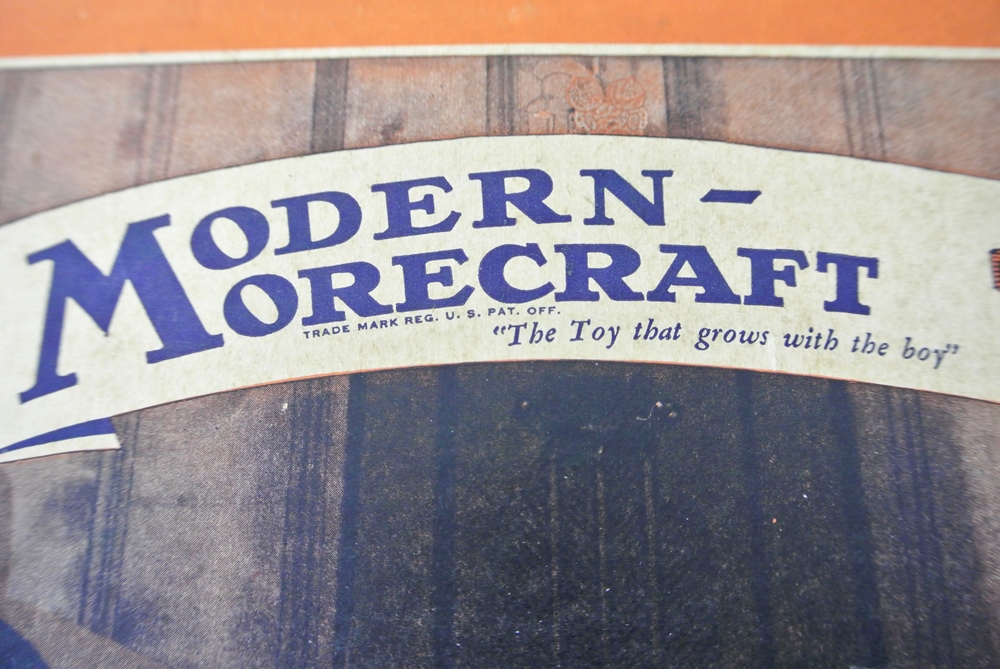 MODERN-
MORECRAFT
TRADE MARK REG. U. S. PAT. OFF.
"The Toy that grows with the boy"